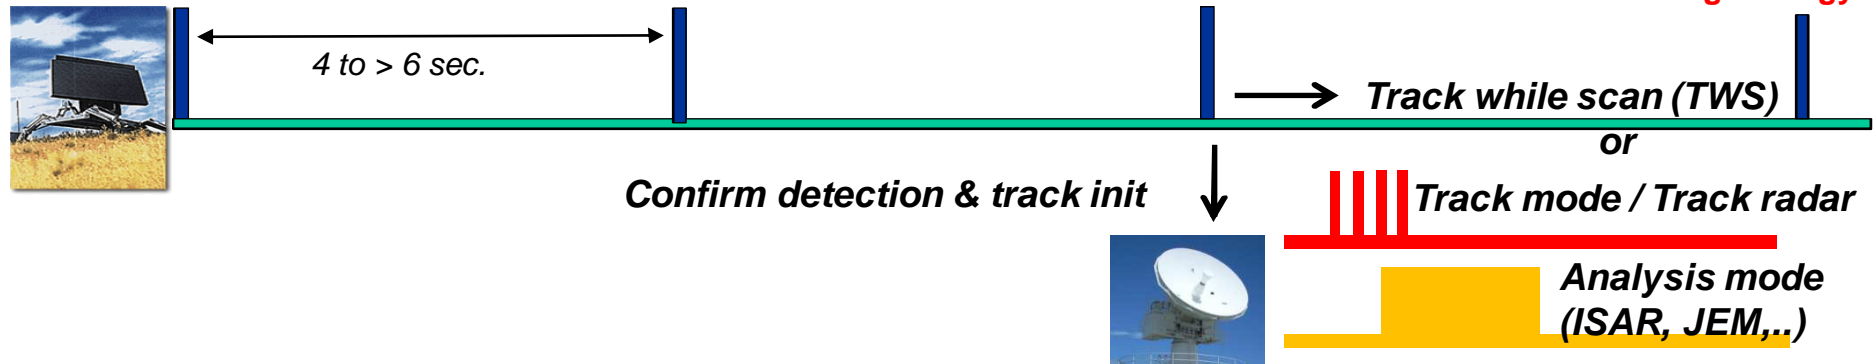 4 to > 6 sec.
Track while scan (TWS)
or
Confirm detection & track init
Track mode / Track radar
Analysis mode
(ISAR, JEM,..)